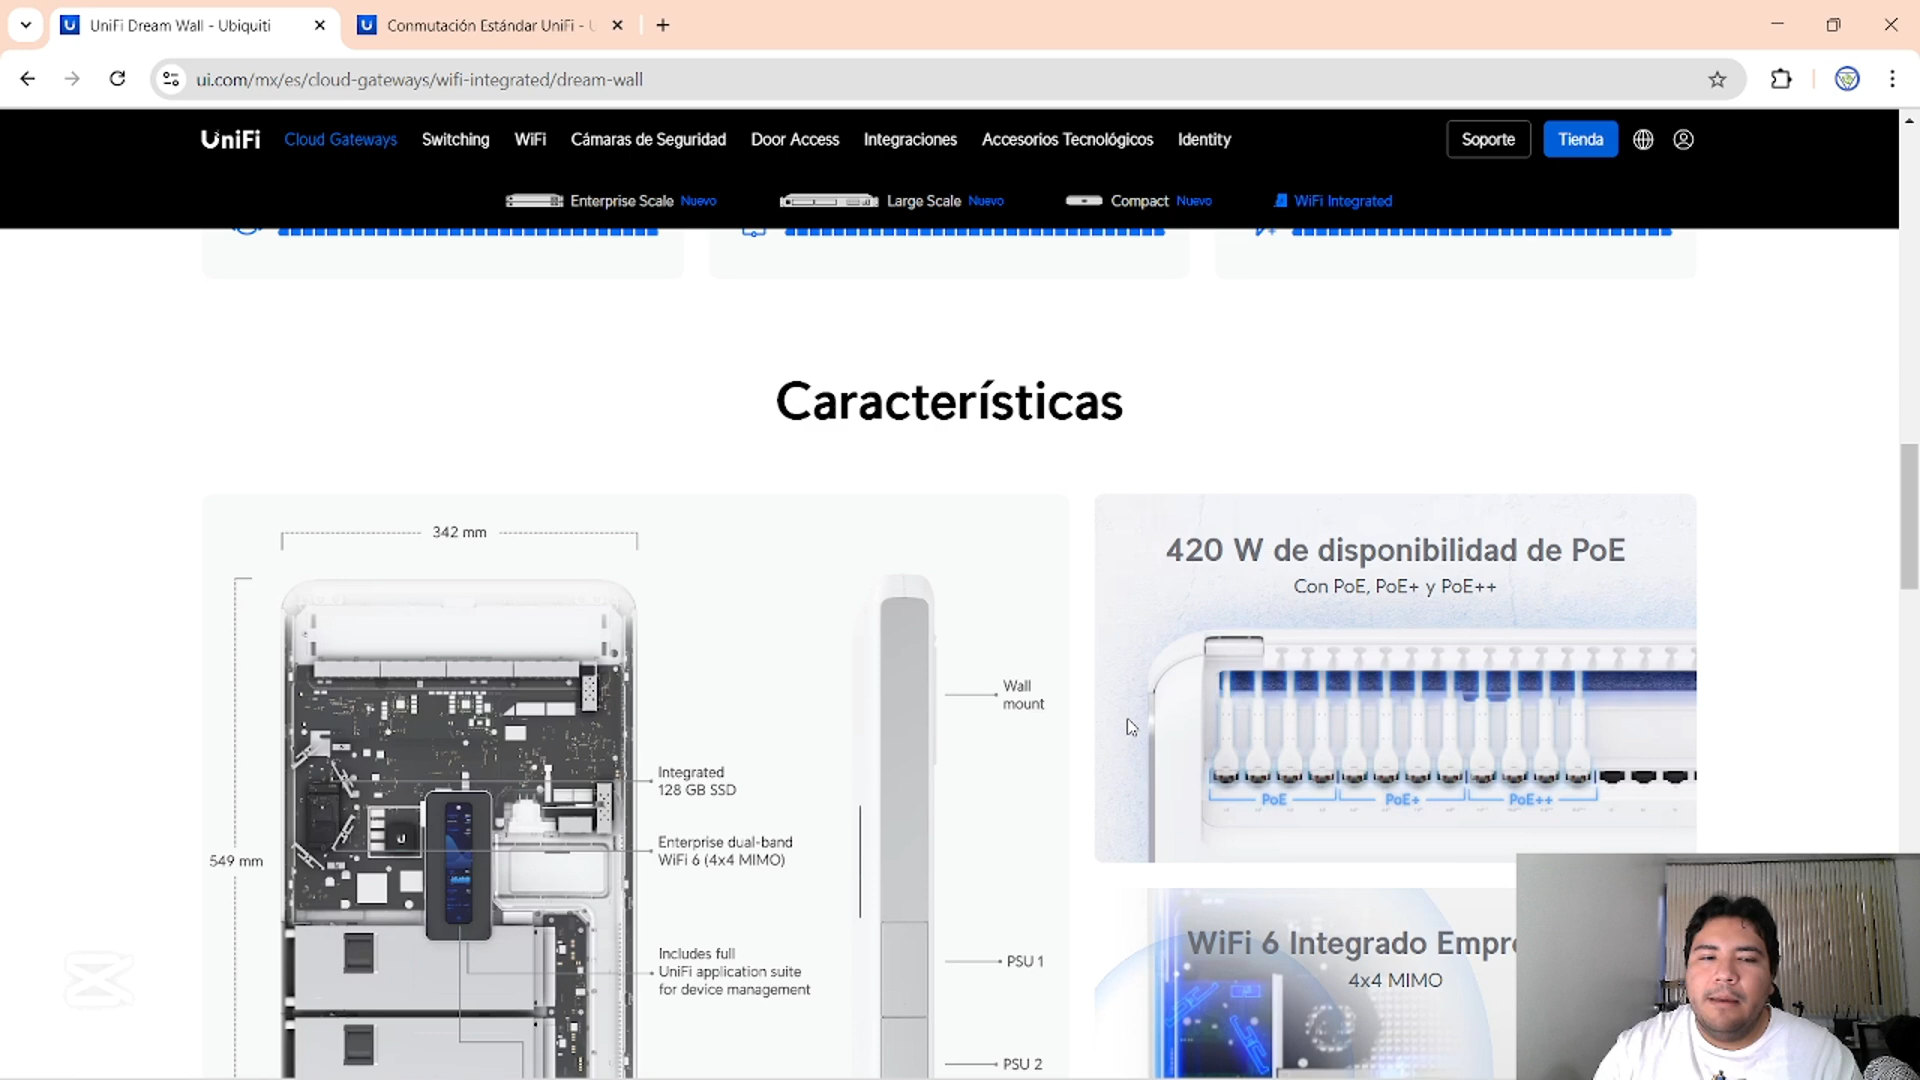 UniFi Dream Wall - Ubiquiti
Conmutación Estándar UniFi -
ui.com/mx/es/cloud-gateways/wifi-integrated/dream-wall
UniFi
Cloud Gateways
Switching
WiFi
Cámaras de Seguridad
Door Access
Integraciones
Accesorios Tecnológicos
Identity
Soporte
Tienda
Enterprise Scale Nuevo
Large Scale Nuevo
Compact Nuevo
WiFi Integrated
Características
342 mm
549 mm
Integrated
128 GB SSD
Enterprise dual-band
WiFi 6 (4x4 MIMO)
Includes full
UniFi application suite
for device management
Wall
mount
PSU 1
PSU 2
420 W de disponibilidad de PoE
Con PoE, PoE+ y PoE++
PoE
PoE+
PoE++
WiFi 6 Integrado Empre
4x4 MIMO